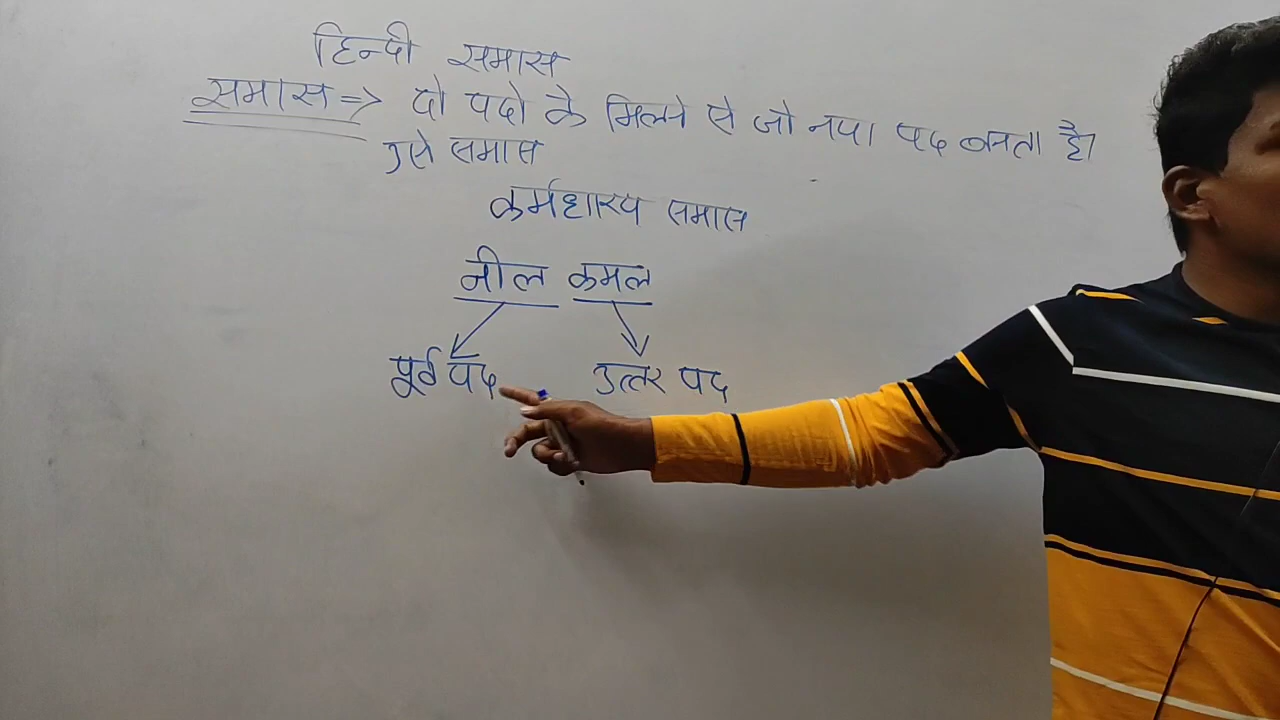 हिन्दी समास
समास => दो पदो के मिलने से जो नया पद बनता है।
उसे समास
कर्मधारय समास
नील कमल
पूर्व पद उत्तर पद